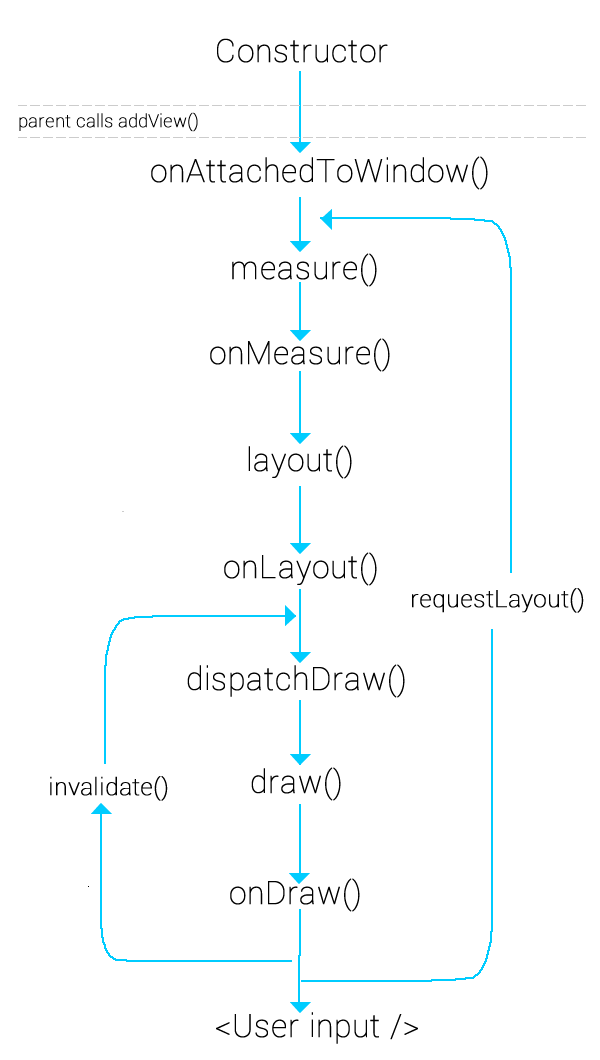 Constructor
parent calls addView()
onAttachedToWindow()
measure()
onMeasure()
layout()
onLayout()
requestLayout()
dispatchDraw()
draw()
invalidate()
onDraw()
<User input />